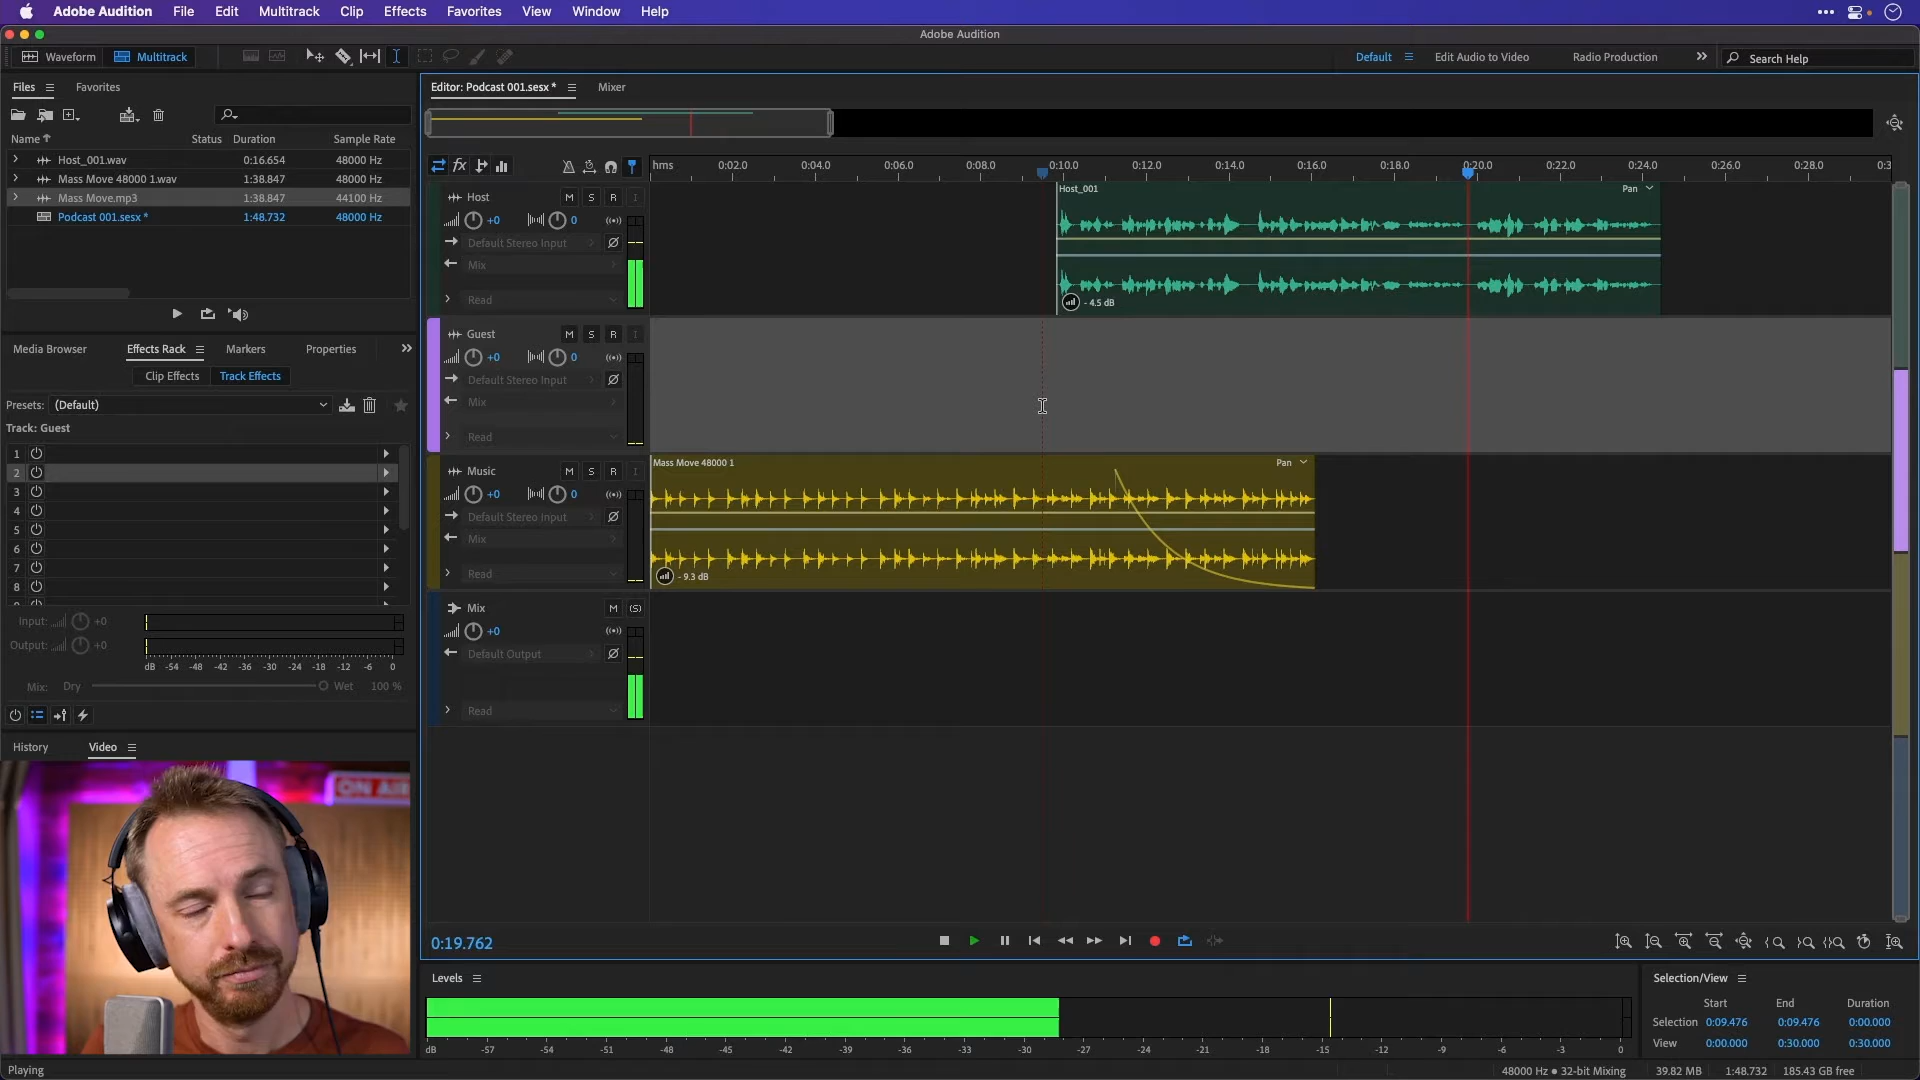 Adobe Audition File Edit Multitrack Clip Effects Favorites View Window Help
Adobe Audition
Waveform Multitrack Default Edit Audio to Video Radio Production Search Help
Files Favorites
Name Status Duration Sample Rate
Host_001.wav 0:16.654 48000 Hz
Mass Move 48000 1.wav 1:38.847 48000 Hz
Mass Move.mp3 1:38.847 44100 Hz
Podcast 001.sesx * 1:48.732 48000 Hz
Media Browser Effects Rack Markers Properties
Clip Effects Track Effects
Presets: (Default)
Track: Guest
1
2
3
4
5
6
7
8
Input: +0
Output: +0
dB -54 -48 -42 -36 -30 -24 -18 -12 -6 0
Mix: Dry Wet 100 %
History Video
ON AIR
Editor: Podcast 001.sesx * Mixer
fx hms 0:02.0 0:04.0 0:06.0 0:08.0 0:10.0 0:12.0 0:14.0 0:16.0 0:18.0 0:20.0 0:22.0 0:24.0 0:26.0 0:28.0 0:3
Host M S R I
+0 0
Default Stereo Input
Mix
Read
Host_001 Pan
- 4.5 dB
Guest M S R I
+0 0
Default Stereo Input
Mix
Read
Music M S R I
+0 0
Default Stereo Input
Mix
Read
Mass Move 48000 1 Pan
- 9.3 dB
Mix M (S)
+0
Default Output
Read
0:19.762
Levels
dB -57 -54 -51 -48 -45 -42 -39 -36 -33 -30 -27 -24 -21 -18 -15 -12 -9 -6 -3 0
Selection/View
Start End Duration
Selection 0:09.476 0:09.476 0:00.000
View 0:00.000 0:30.000 0:30.000
Playing 48000 Hz • 32-bit Mixing 39.82 MB 1:48.732 185.43 GB free